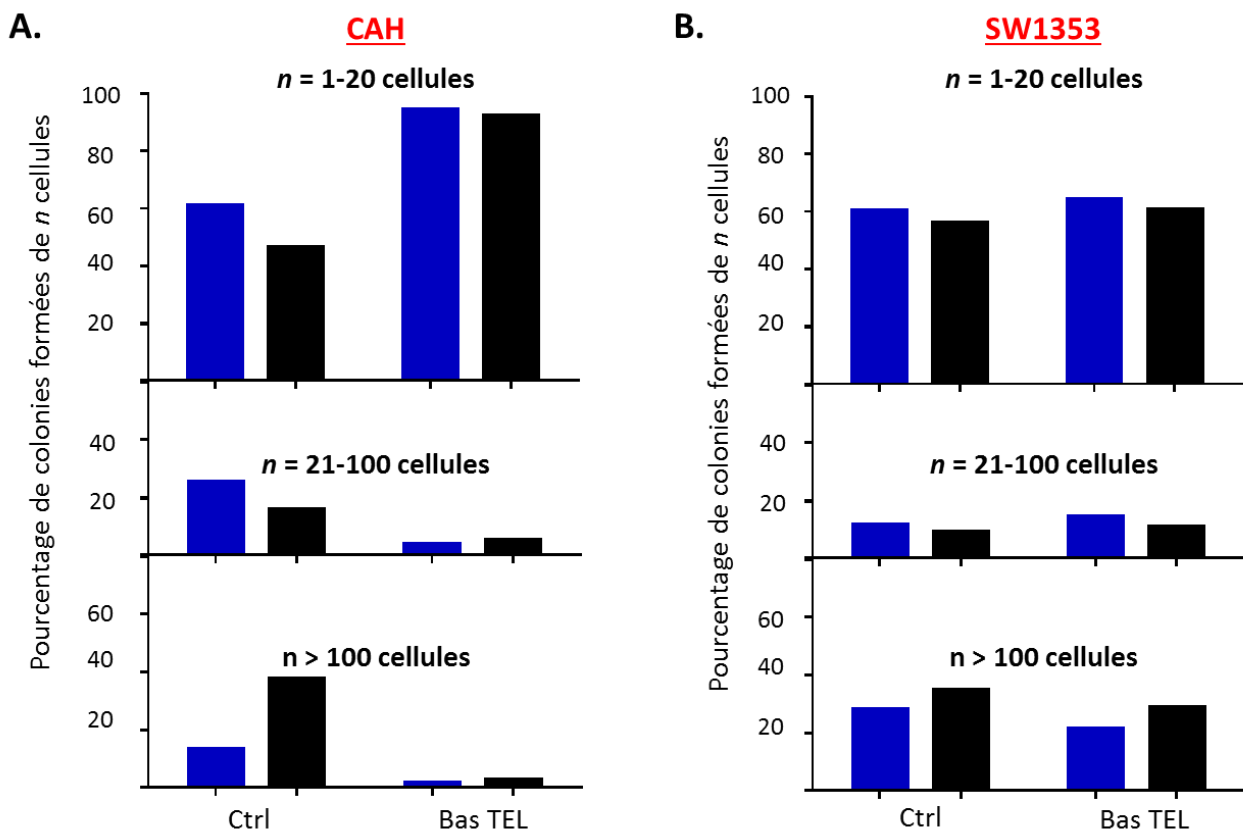 A.
CAH
Pourcentage de colonies formées de n cellules
n = 1-20 cellules
100
80
60
40
20
n = 21-100 cellules
40
20
n > 100 cellules
60
40
20
Ctrl
Bas TEL
B.
SW1353
Pourcentage de colonies formées de n cellules
n = 1-20 cellules
100
80
60
40
20
n = 21-100 cellules
40
20
n > 100 cellules
60
40
20
Ctrl
Bas TEL